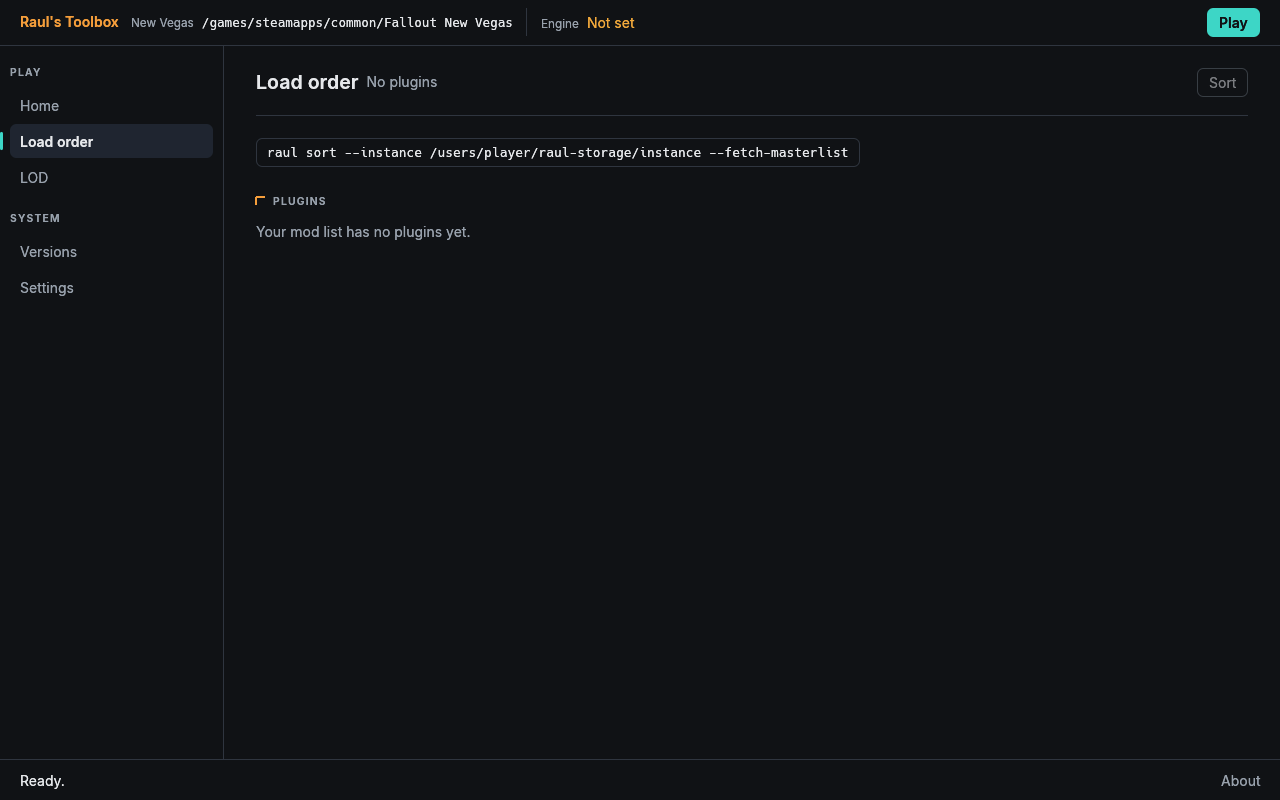 Raul's Toolbox New Vegas /games/steamapps/common/Fallout New Vegas Engine Not set Play
PLAY
Home
Load order
LOD
SYSTEM
Versions
Settings
Load order No plugins Sort
raul sort --instance /users/player/raul-storage/instance --fetch-masterlist
PLUGINS
Your mod list has no plugins yet.
Ready. About